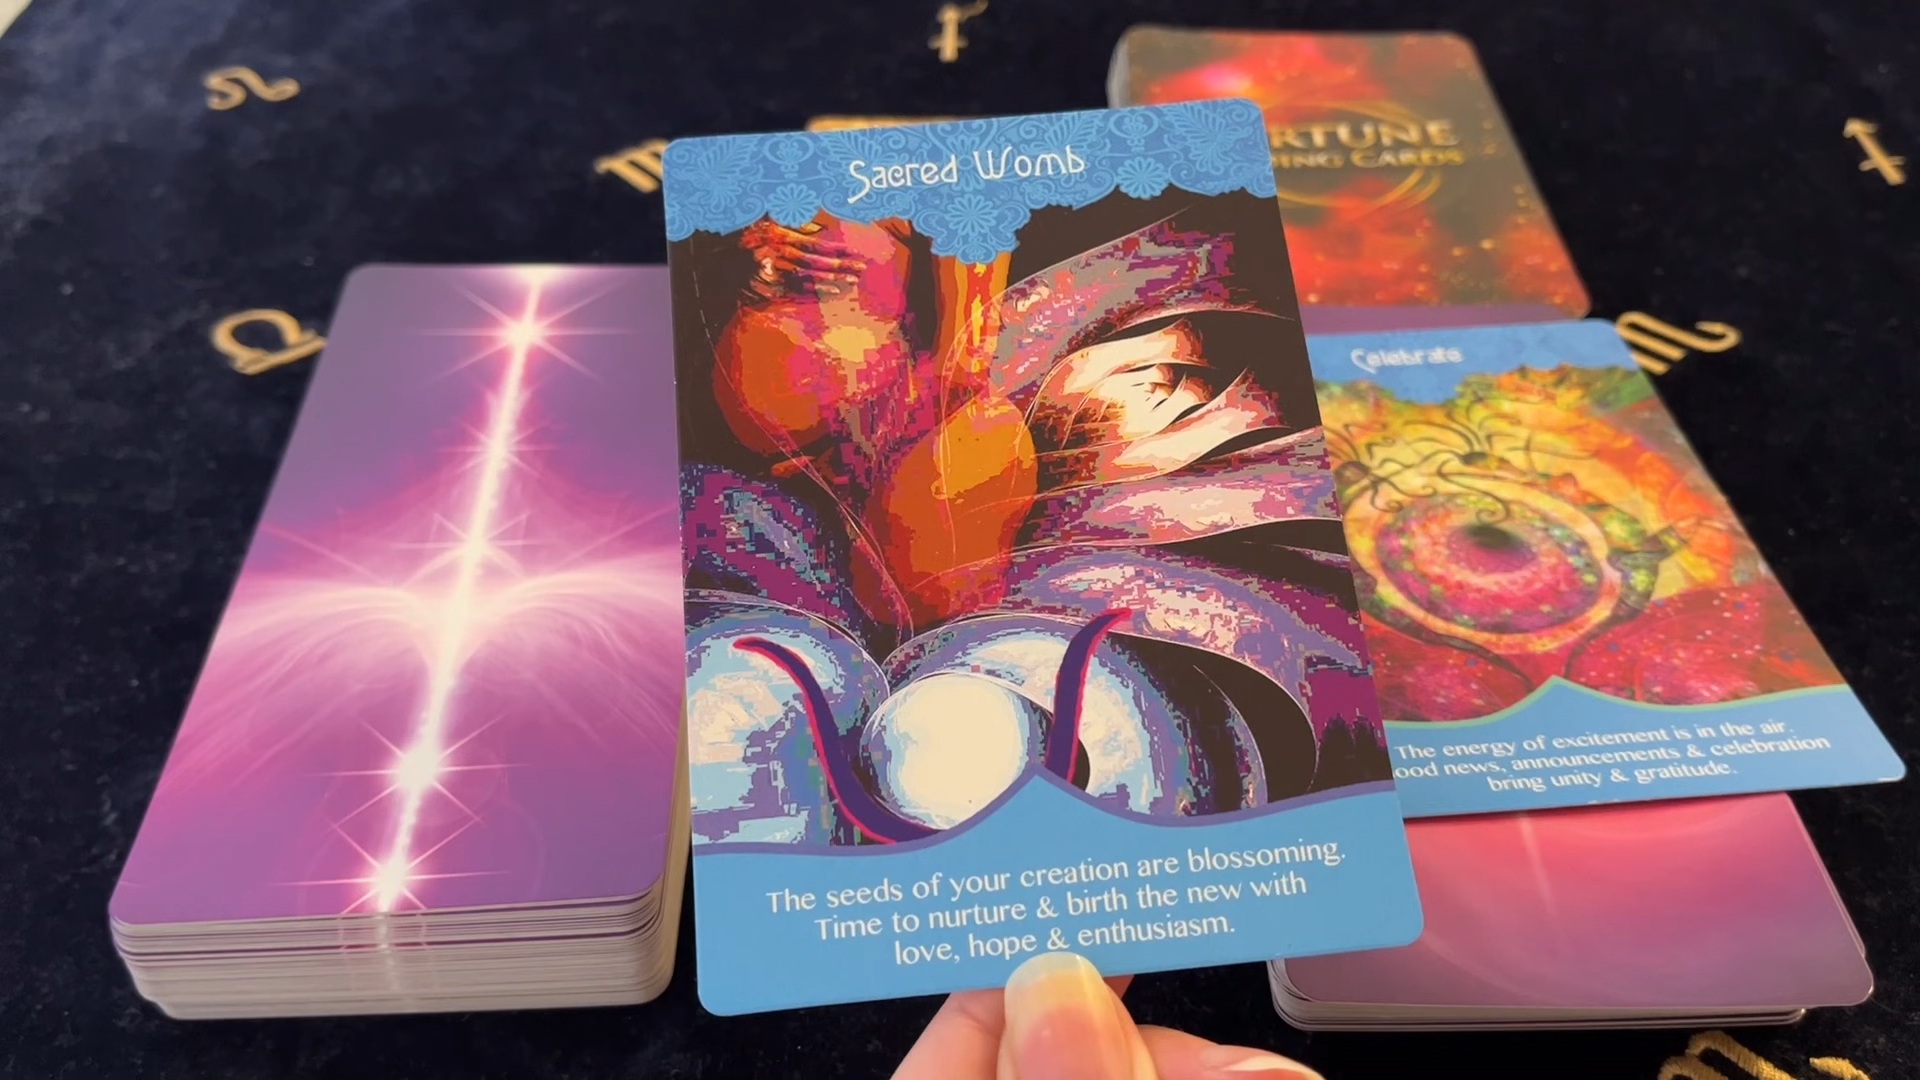 Sacred Womb
The seeds of your creation are blossoming.
Time to nurture & birth the new with
love, hope & enthusiasm.
RTUNE
DING CARDS
Celebrate
The energy of excitement is in the air.
ood news, announcements & celebration
bring unity & gratitude.